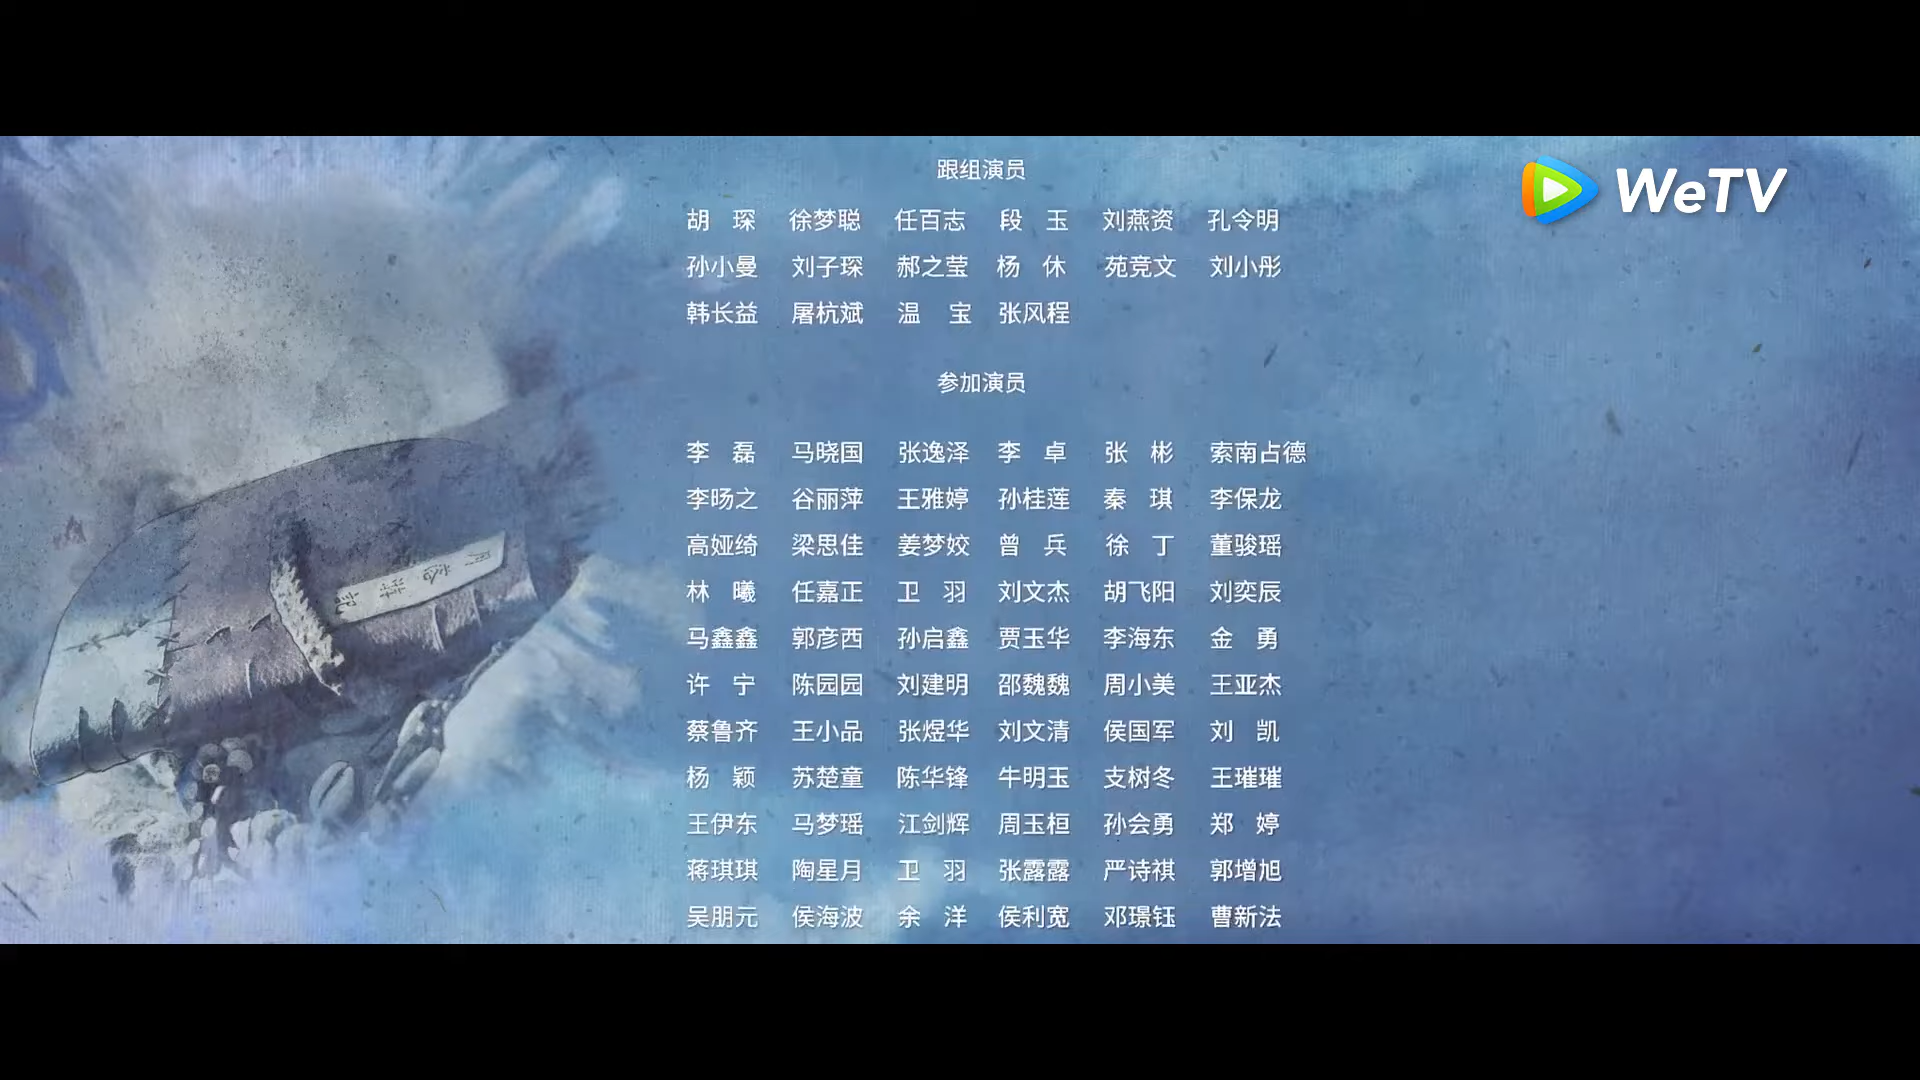 跟组演员
WeTV
胡 琛 徐梦聪 任百志 段 玉 刘燕资 孔令明
孙小曼 刘子琛 郝之莹 杨 休 苑竞文 刘小彤
韩长益 屠杭斌 温 宝 张风程
参加演员
李 磊 马晓国 张逸泽 李 卓 张 彬 索南占德
李旸之 谷丽萍 王雅婷 孙桂莲 秦 琪 李保龙
高娅绮 梁思佳 姜梦姣 曾 兵 徐 丁 董骏瑶
林 曦 任嘉正 卫 羽 刘文杰 胡飞阳 刘奕辰
马鑫鑫 郭彦西 孙启鑫 贾玉华 李海东 金 勇
许 宁 陈园园 刘建明 邵魏魏 周小美 王亚杰
蔡鲁齐 王小品 张煜华 刘文清 侯国军 刘 凯
杨 颖 苏楚童 陈华锋 牛明玉 支树冬 王璀璀
王伊东 马梦瑶 江剑辉 周玉桓 孙会勇 郑 婷
蒋琪琪 陶星月 卫 羽 张露露 严诗祺 郭增旭
吴朋元 侯海波 余 洋 侯利宽 邓璟钰 曹新法